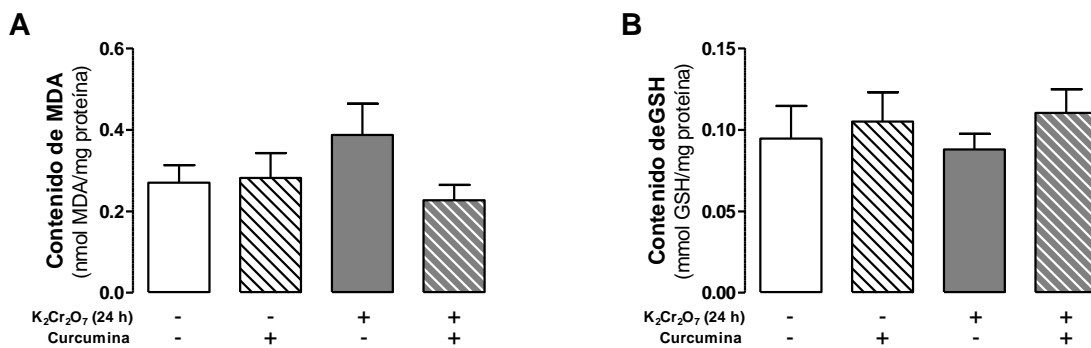 A
Contenido de MDA
(nmol MDA/mg proteína)
0.6
0.4
0.2
0.0
K₂Cr₂O₇ (24 h) - - + +
Curcumina - + - +
B
Contenido deGSH
(mmol GSH/mg proteína)
0.15
0.10
0.05
0.00
K₂Cr₂O₇ (24 h) - - + +
Curcumina - + - +